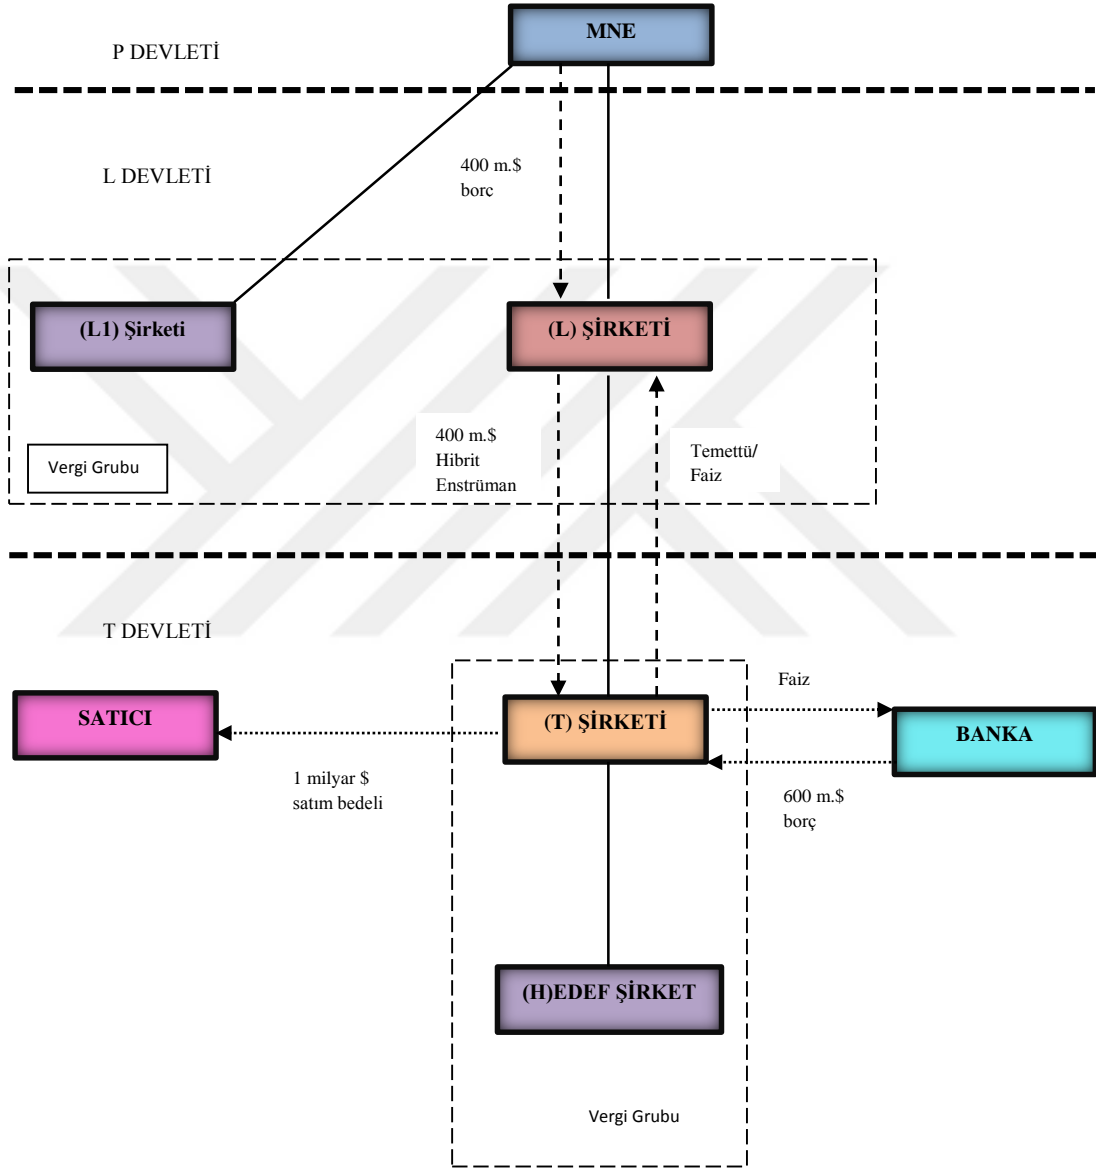 MNE
P DEVLETİ
L DEVLETİ
400 m.$
borc
(L1) Şirketi
(L) ŞİRKETİ
400 m.$
Hibrit
Enstrüman
Temettü/
Faiz
Vergi Grubu
T DEVLETİ
Faiz
SATICI
(T) ŞİRKETİ
BANKA
1 milyar $
satım bedeli
600 m.$
borç
(H)EDEF ŞİRKET
Vergi Grubu